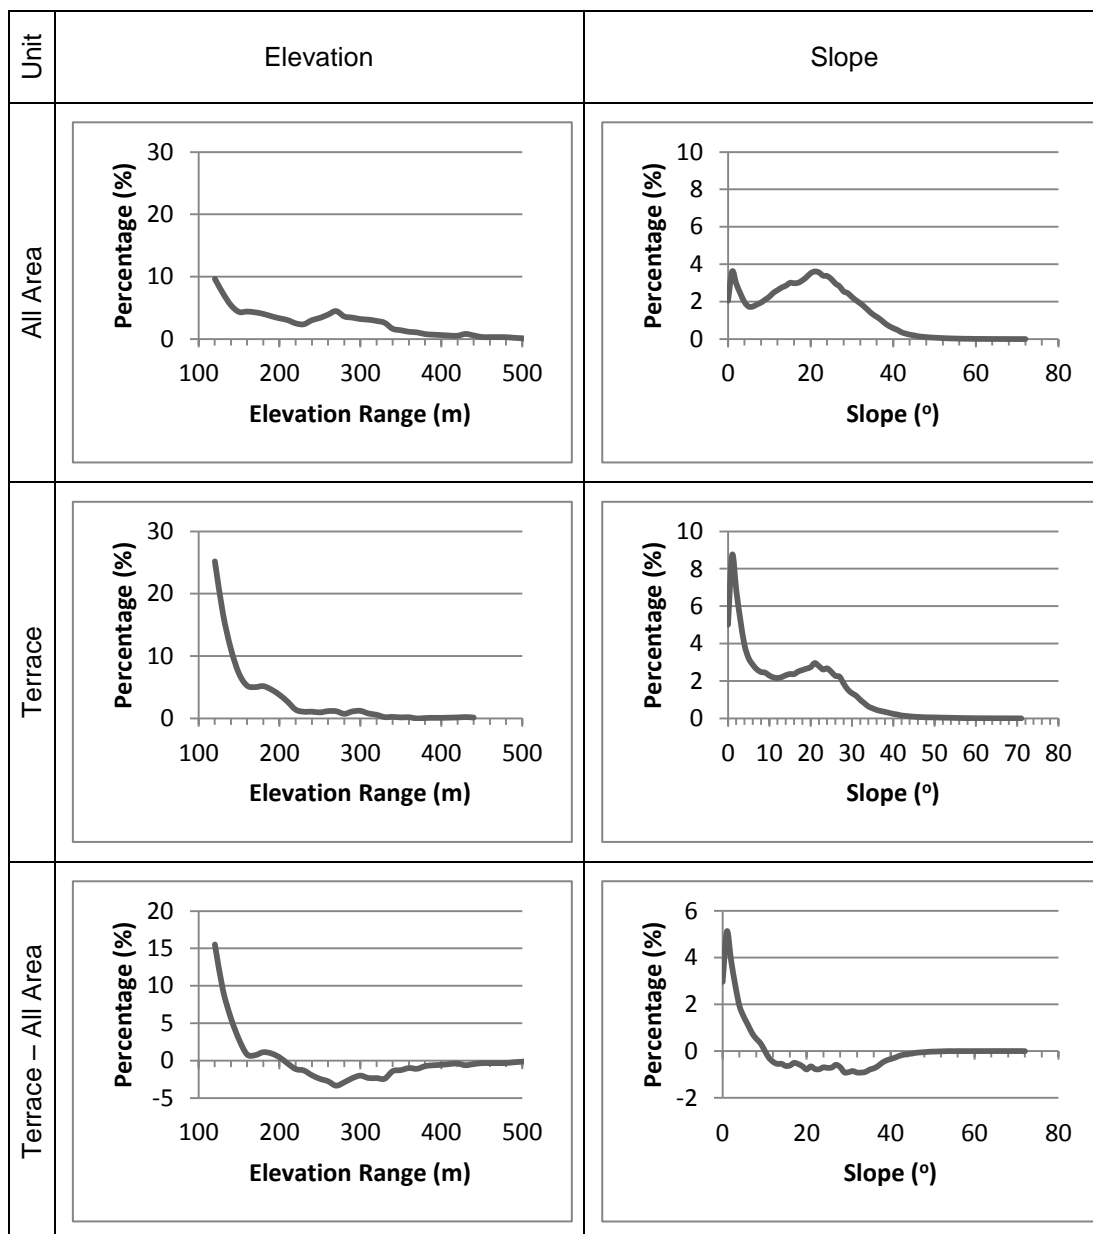 Unit
Elevation
Slope
All Area
Percentage (%)
30
20
10
0
100 200 300 400 500
Elevation Range (m)
Percentage (%)
10
8
6
4
2
0
0 20 40 60 80
Slope (º)
Terrace
Percentage (%)
30
20
10
0
100 200 300 400 500
Elevation Range (m)
Percentage (%)
10
8
6
4
2
0
0 10 20 30 40 50 60 70 80
Slope (º)
Terrace – All Area
Percentage (%)
20
15
10
5
0
-5
100 200 300 400 500
Elevation Range (m)
Percentage (%)
6
4
2
0
-2
0 20 40 60 80
Slope (º)